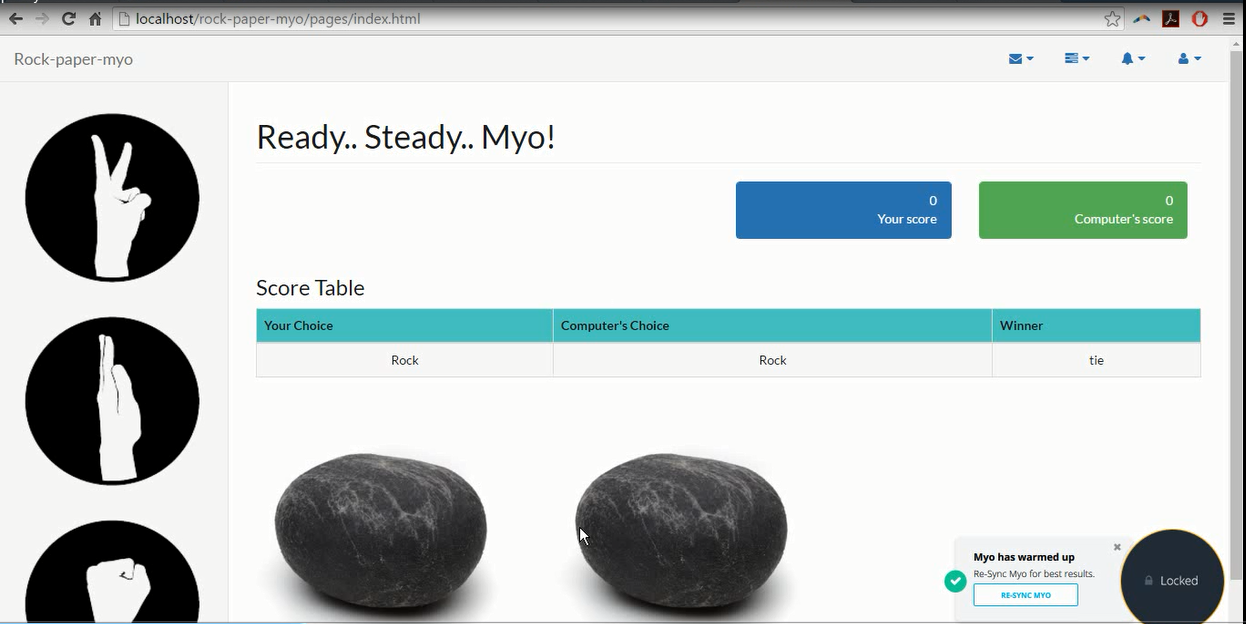 localhost/rock-paper-myo/pages/index.html
Rock-paper-myo
Ready.. Steady.. Myo!
0
Your score
0
Computer's score
Score Table
Your Choice
Computer's Choice
Winner
Rock
Rock
tie
Myo has warmed up
Re-Sync Myo for best results.
RE-SYNC MYO
Locked